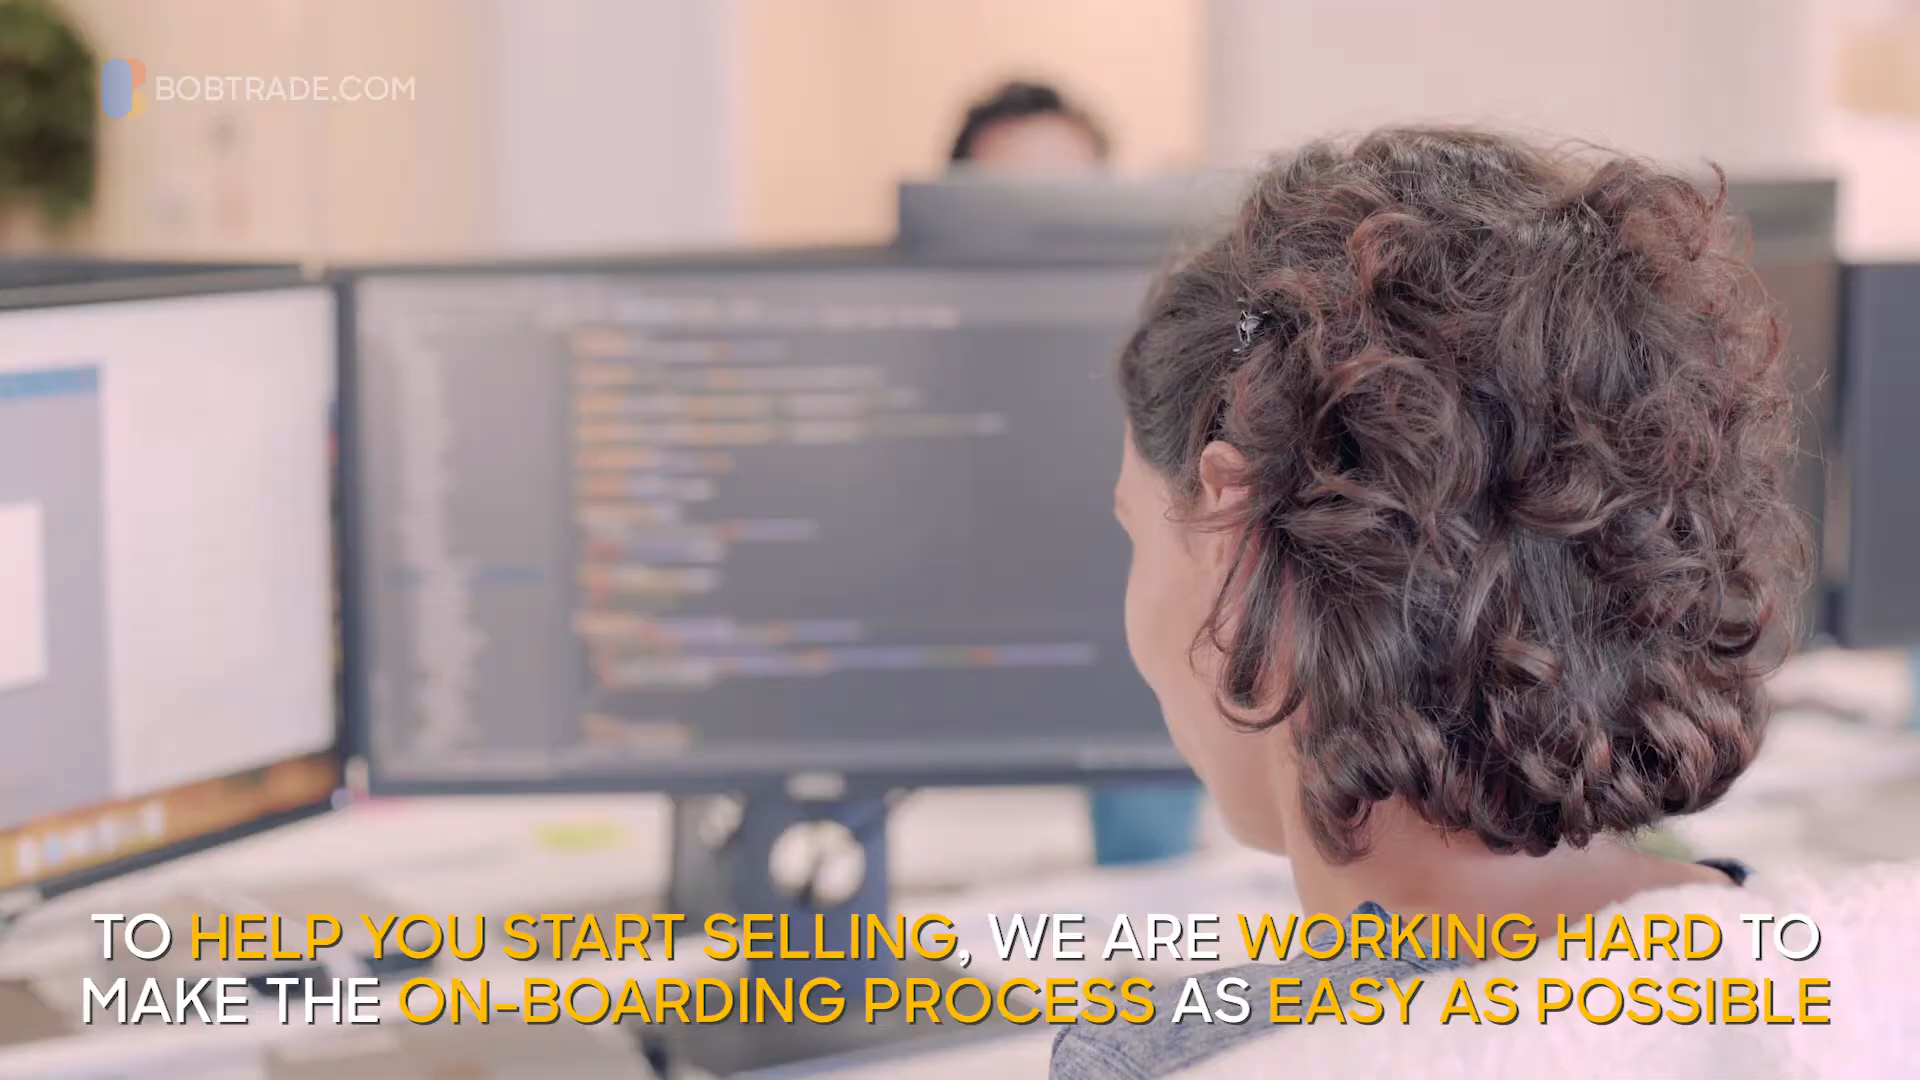 BOBTRADE.COM
TO HELP YOU START SELLING, WE ARE WORKING HARD TO
MAKE THE ON-BOARDING PROCESS AS EASY AS POSSIBLE